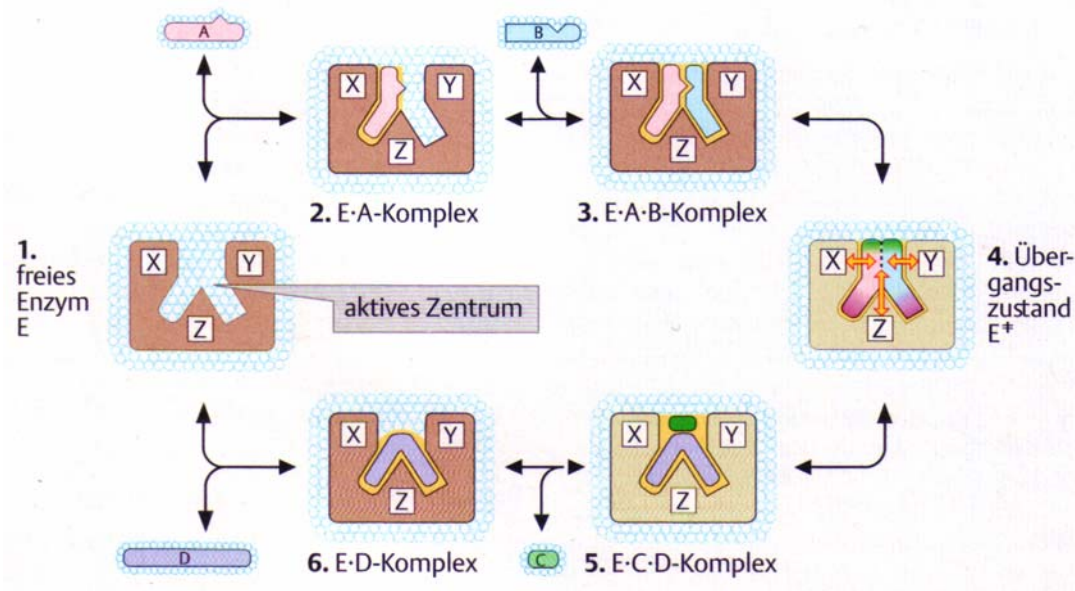 A
B
X
Y
Z
X
Y
Z
2. E·A-Komplex
3. E·A·B-Komplex
1.
freies
Enzym
E
X
Y
Z
aktives Zentrum
X
Y
Z
4. Über-
gangs-
zustand
E‡
X
Y
Z
X
Y
Z
D
6. E·D-Komplex
C
5. E·C·D-Komplex